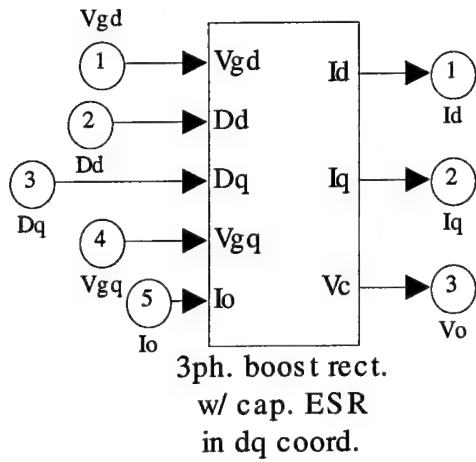 Vgd
1
Vgd
Id
1
2
Dd
Id
Dd
3
Dq
Iq
2
Dq
Iq
4
Vgq
Vgq
5
Io
Vc
3
Io
Vo
3ph. boost rect.
w/ cap. ESR
in dq coord.